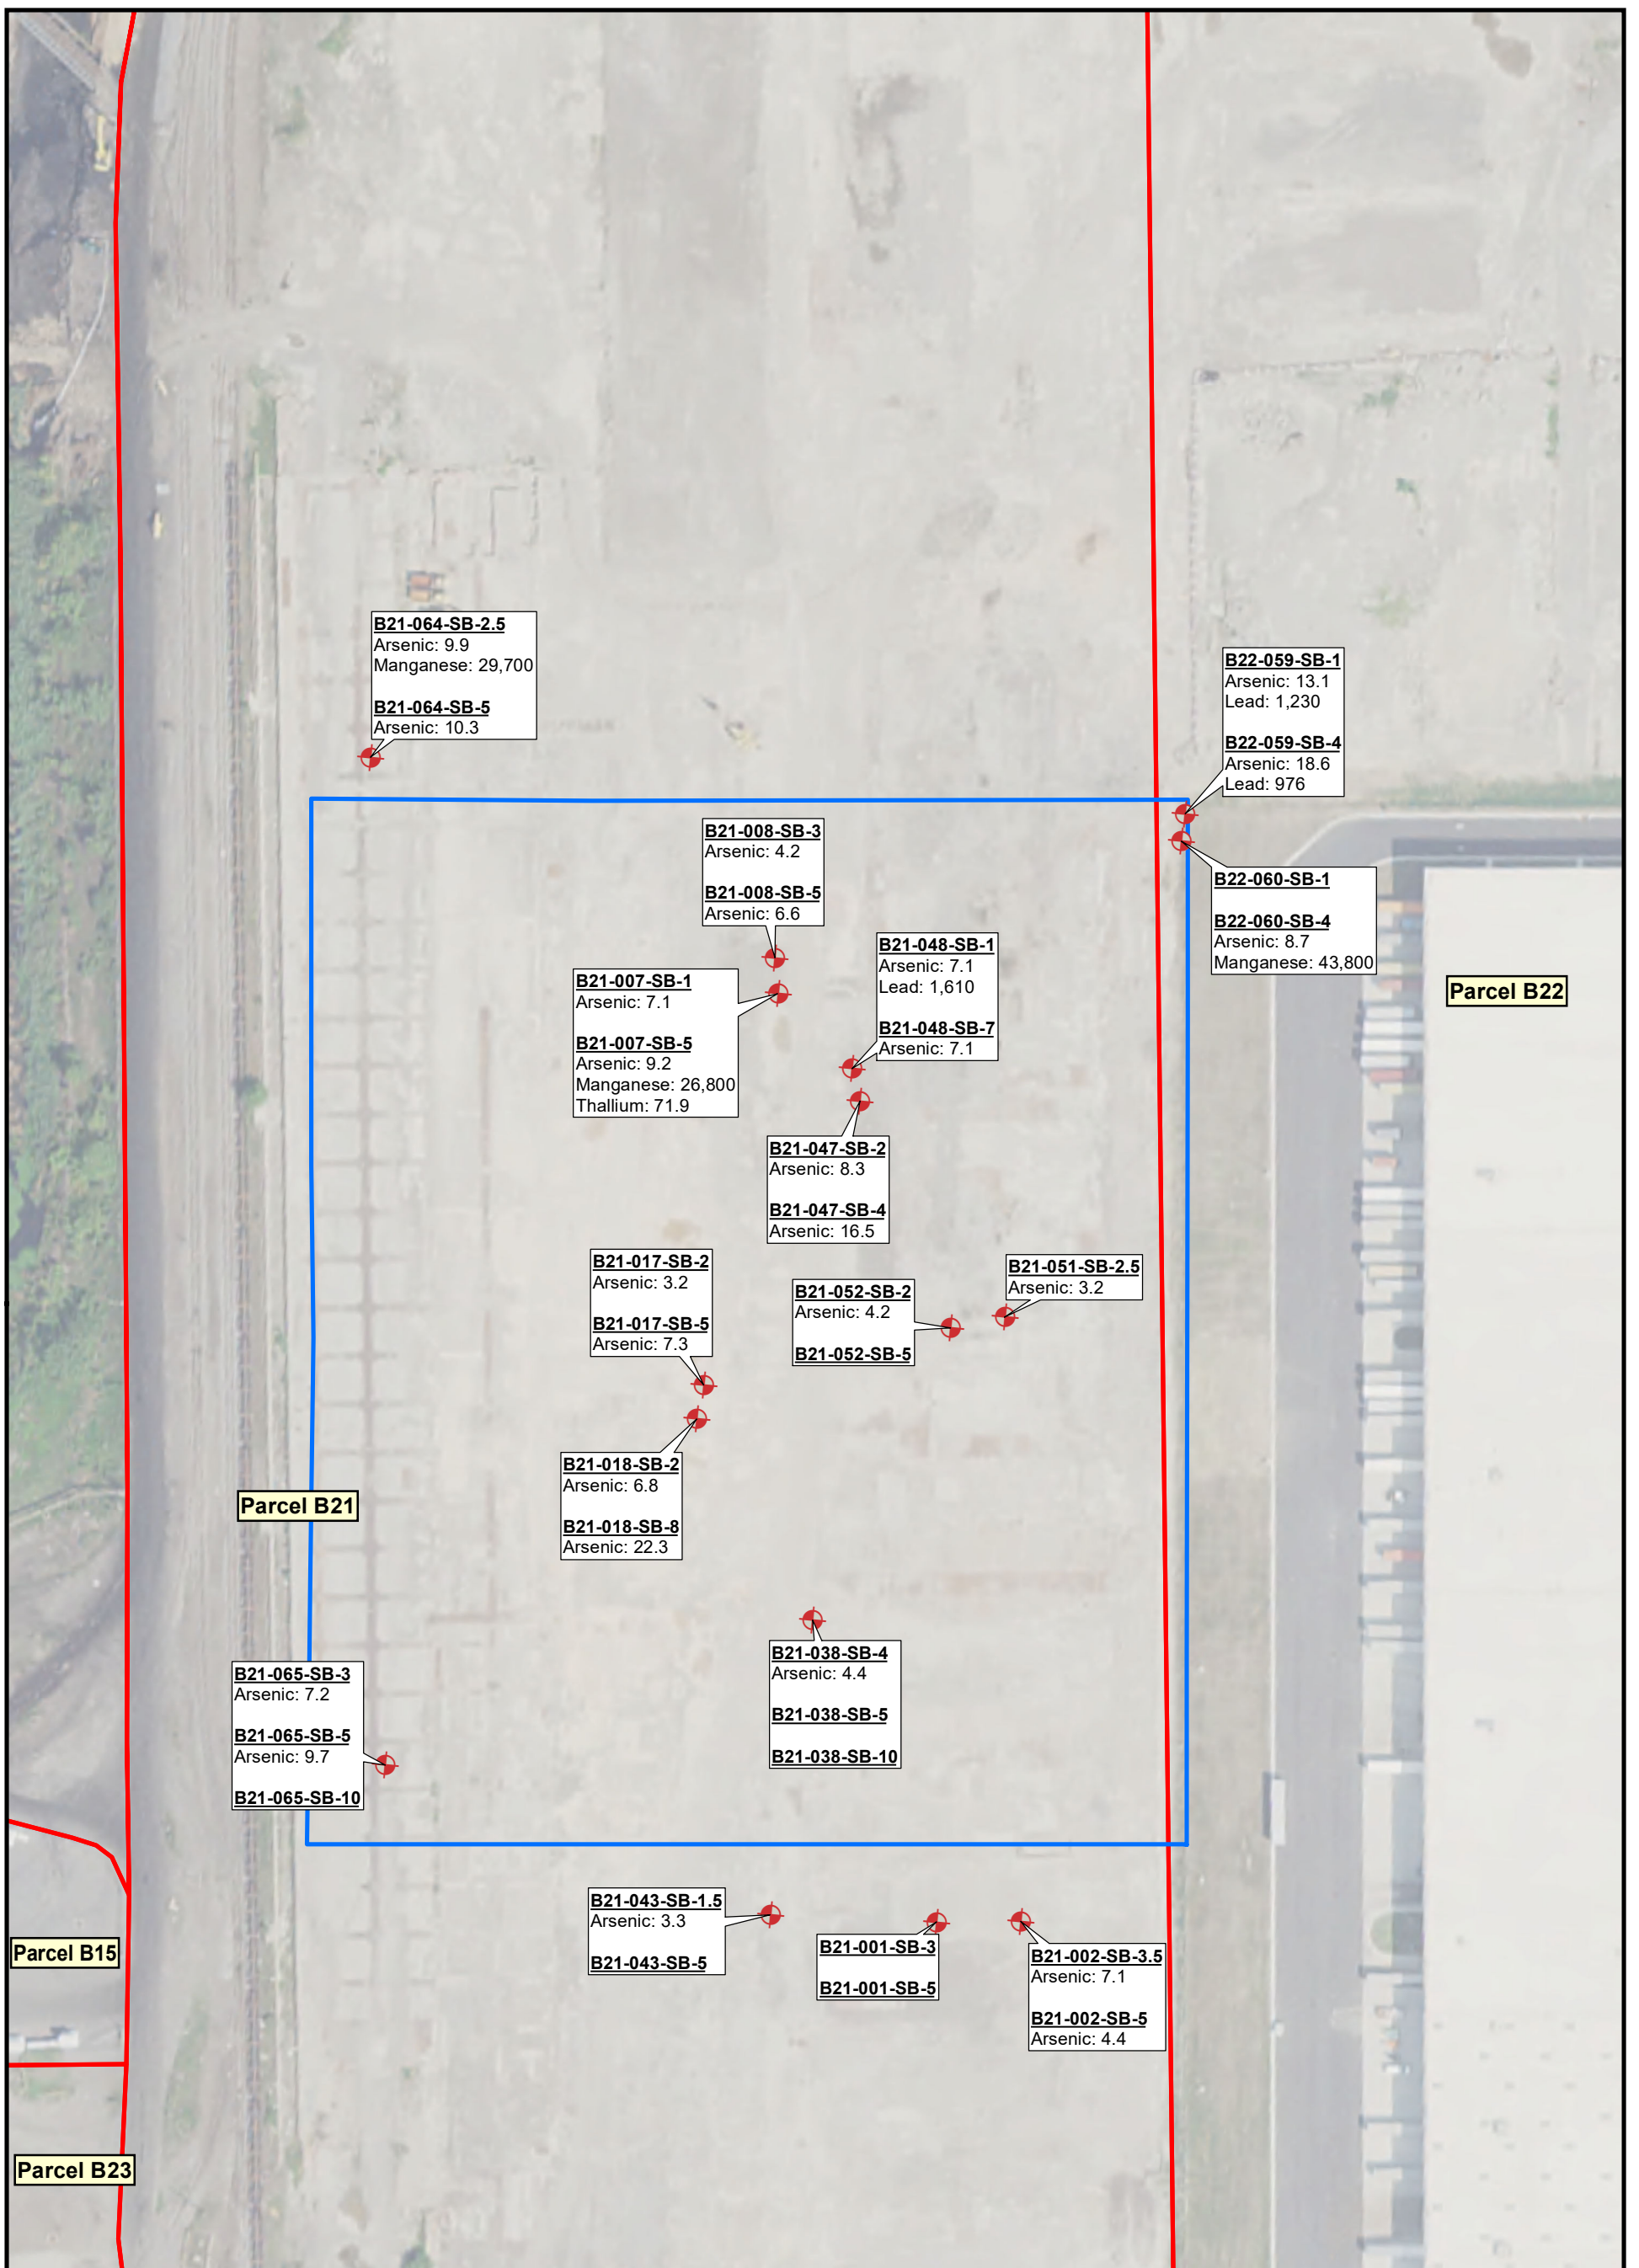 B21-064-SB-2.5
Arsenic: 9.9
Manganese: 29,700
B21-064-SB-5
Arsenic: 10.3
B22-059-SB-1
Arsenic: 13.1
Lead: 1,230
B22-059-SB-4
Arsenic: 18.6
Lead: 976
B21-008-SB-3
Arsenic: 4.2
B21-008-SB-5
Arsenic: 6.6
B22-060-SB-1
B22-060-SB-4
Arsenic: 8.7
Manganese: 43,800
B21-048-SB-1
Arsenic: 7.1
Lead: 1,610
B21-048-SB-7
Arsenic: 7.1
B21-007-SB-1
Arsenic: 7.1
B21-007-SB-5
Arsenic: 9.2
Manganese: 26,800
Thallium: 71.9
Parcel B22
B21-047-SB-2
Arsenic: 8.3
B21-047-SB-4
Arsenic: 16.5
B21-017-SB-2
Arsenic: 3.2
B21-017-SB-5
Arsenic: 7.3
B21-052-SB-2
Arsenic: 4.2
B21-052-SB-5
B21-051-SB-2.5
Arsenic: 3.2
B21-018-SB-2
Arsenic: 6.8
B21-018-SB-8
Arsenic: 22.3
Parcel B21
B21-038-SB-4
Arsenic: 4.4
B21-038-SB-5
B21-038-SB-10
B21-065-SB-3
Arsenic: 7.2
B21-065-SB-5
Arsenic: 9.7
B21-065-SB-10
B21-043-SB-1.5
Arsenic: 3.3
B21-043-SB-5
B21-001-SB-3
B21-001-SB-5
B21-002-SB-3.5
Arsenic: 7.1
B21-002-SB-5
Arsenic: 4.4
Parcel B15
Parcel B23